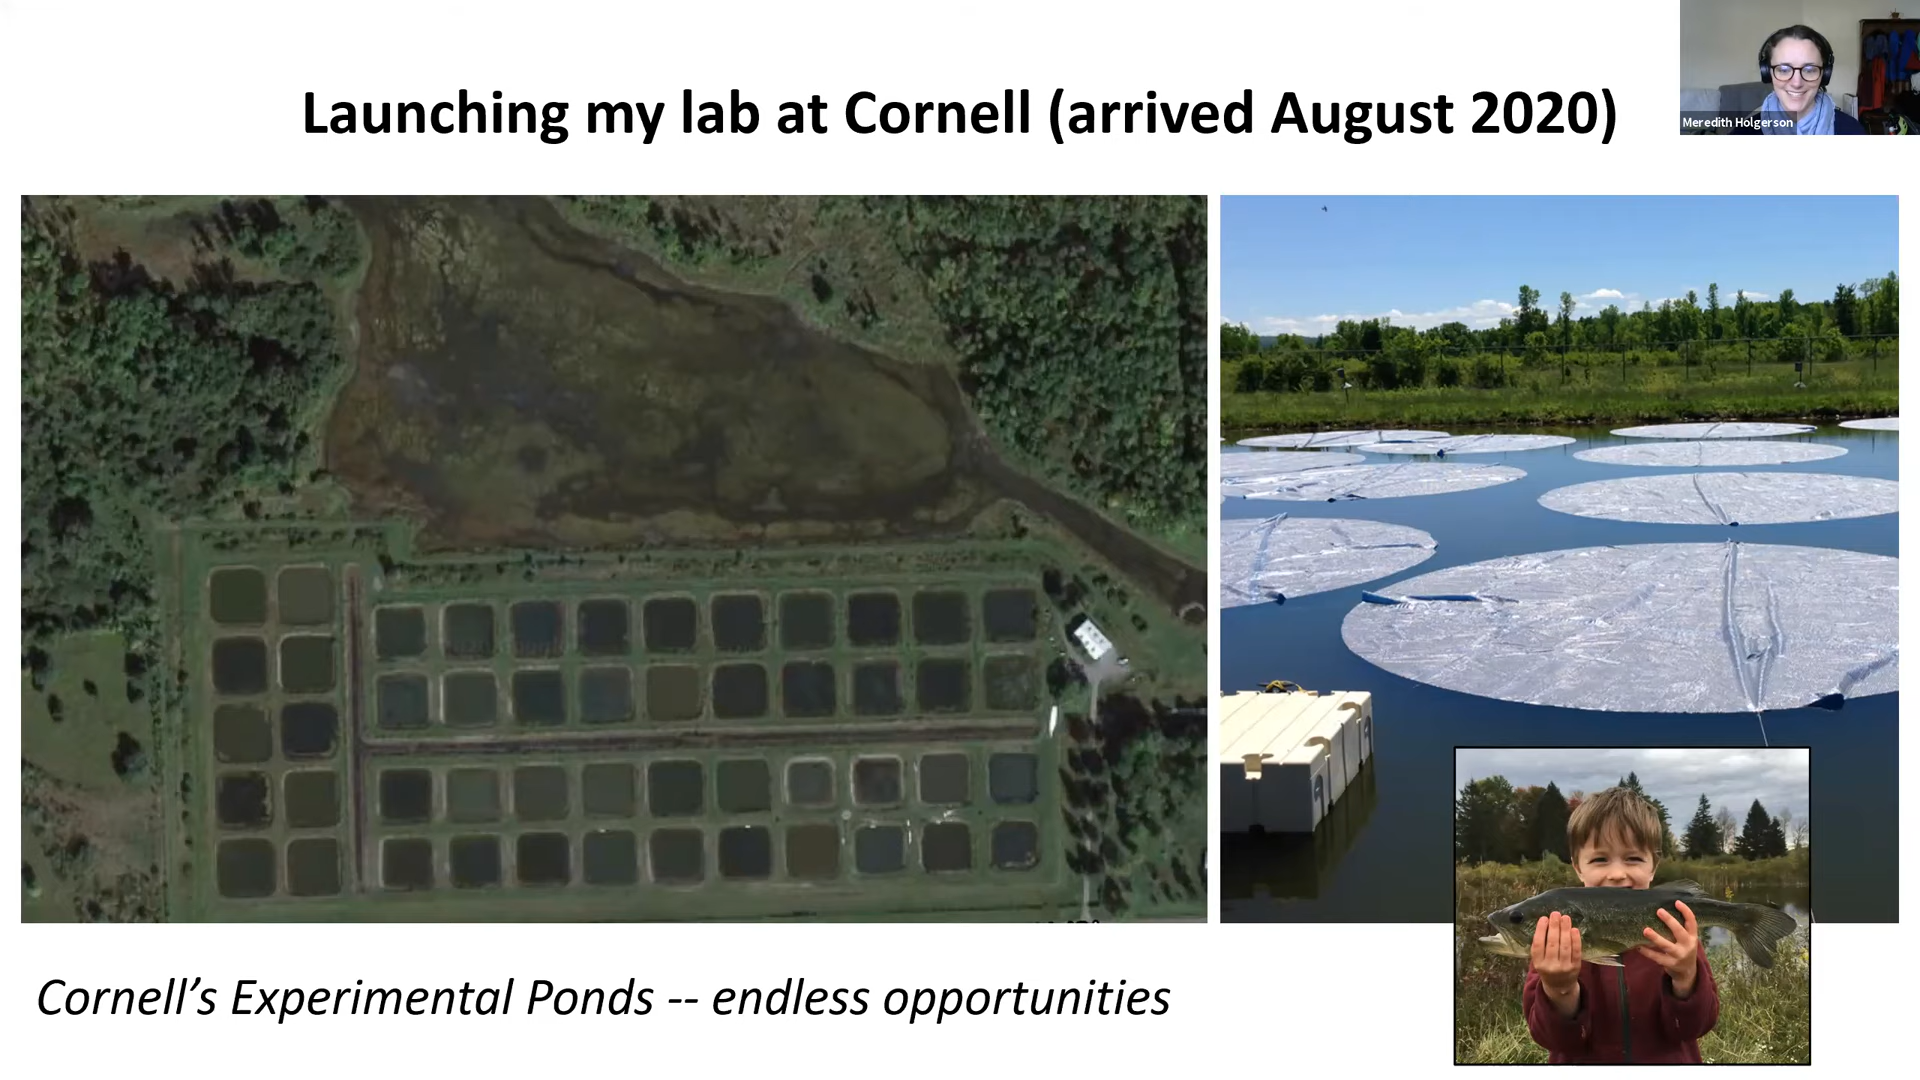 Launching my lab at Cornell (arrived August 2020)
Meredith Holgerson
Cornell’s Experimental Ponds -- endless opportunities